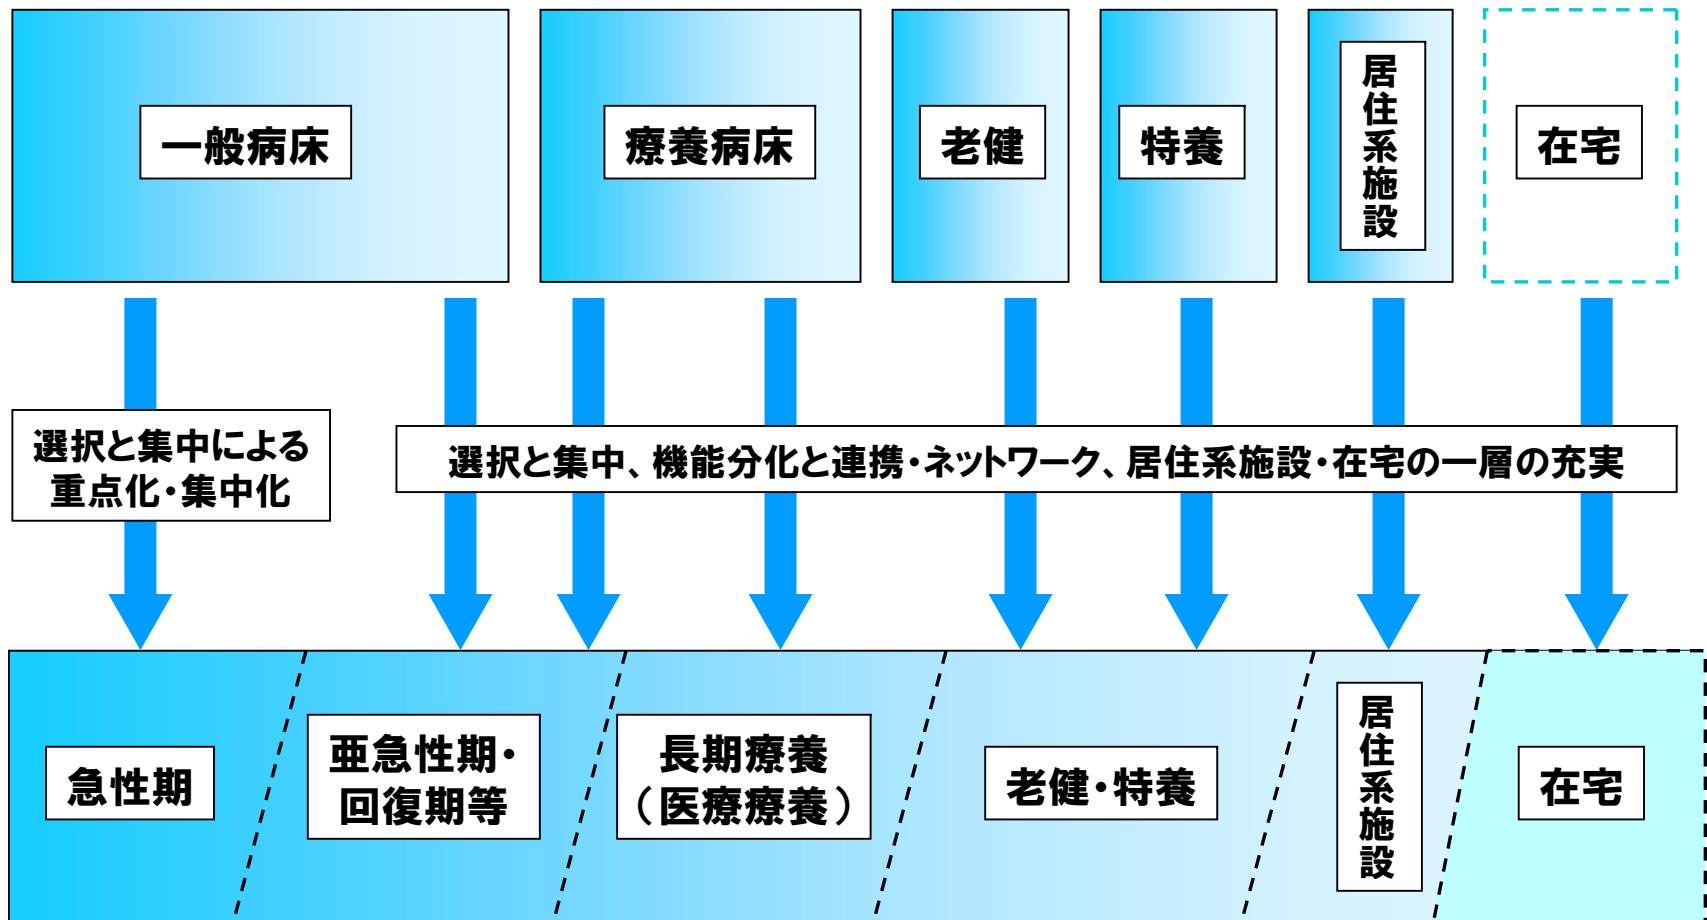 一般病床
療養病床
老健
特養
居住系施設
在宅
選択と集中による
重点化・集中化
選択と集中、機能分化と連携・ネットワーク、居住系施設・在宅の一層の充実
急性期
亜急性期・
回復期等
長期療養
（医療療養）
老健・特養
居住系施設
在宅